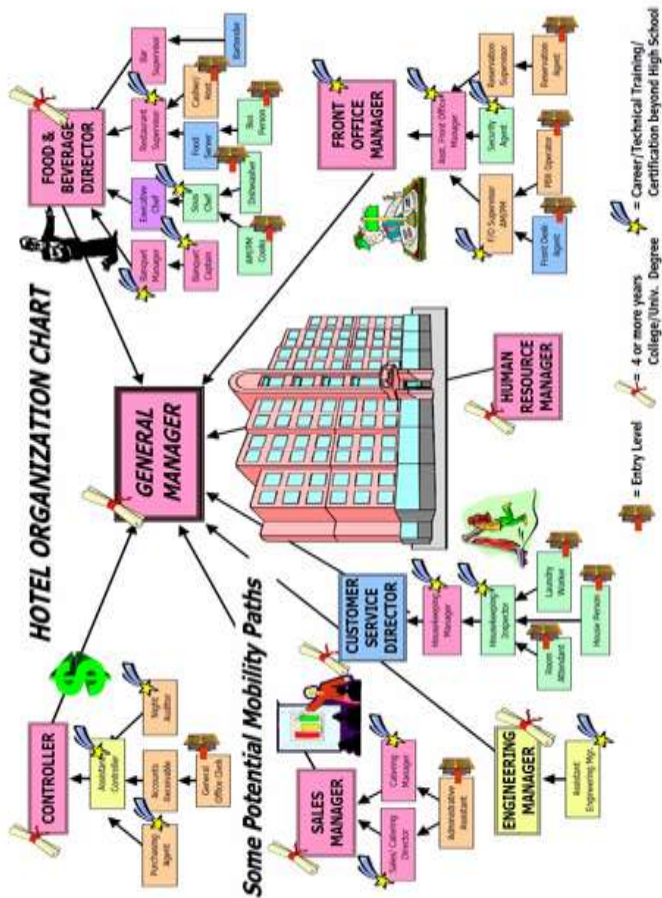 HOTEL ORGANIZATION CHART
Some Potential Mobility Paths
GENERAL
MANAGER
CONTROLLER
Assistant
Controller
Night
Auditor
Accounts
Receivable
Purchasing
Agent
General
Office Clerk
FOOD &
BEVERAGE
DIRECTOR
Banquet
Manager
Banquet
Captain
Executive
Chef
Sous
Chef
AM/PM
Cooks
Dishwasher
Restaurant
Supervisor
Food
Server
Cashier/
Host
Bus
Person
Bar
Supervisor
Bartender
FRONT
OFFICE
MANAGER
Asst. Front Office
Manager
F/O Supervisor
AM/PM
Security
Agent
Reservation
Supervisor
Front Desk
Agent
PBX Operator
Reservation
Agent
SALES
MANAGER
Sales/ Catering
Director
Catering
Manager
Administrative
Assistant
CUSTOMER
SERVICE
DIRECTOR
Housekeeping
Manager
Housekeeping
Inspector
Room
Attendant
House Person
Laundry
Worker
HUMAN
RESOURCE
MANAGER
ENGINEERING
MANAGER
Assistant
Engineering Mgr.
= Entry Level
= 4 or more years
College/Univ. Degree
= Career/Technical Training/
Certification beyond High School